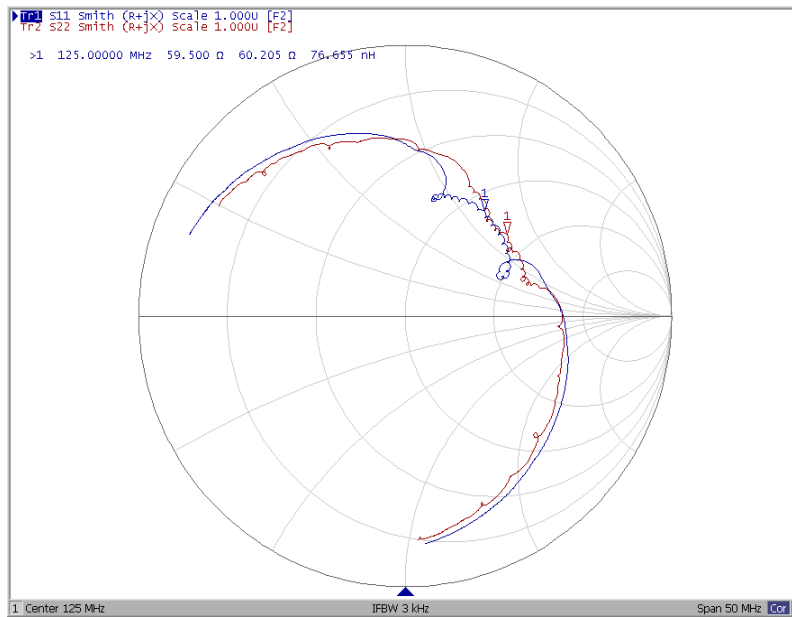 Tr1 S11 Smith (R+jX) Scale 1.000U [F2]
Tr2 S22 Smith (R+jX) Scale 1.000U [F2]
>1 125.00000 MHz 59.500 Ω 60.205 Ω 76.655 nH
1
1
1 Center 125 MHz IFBW 3 kHz Span 50 MHz Cor